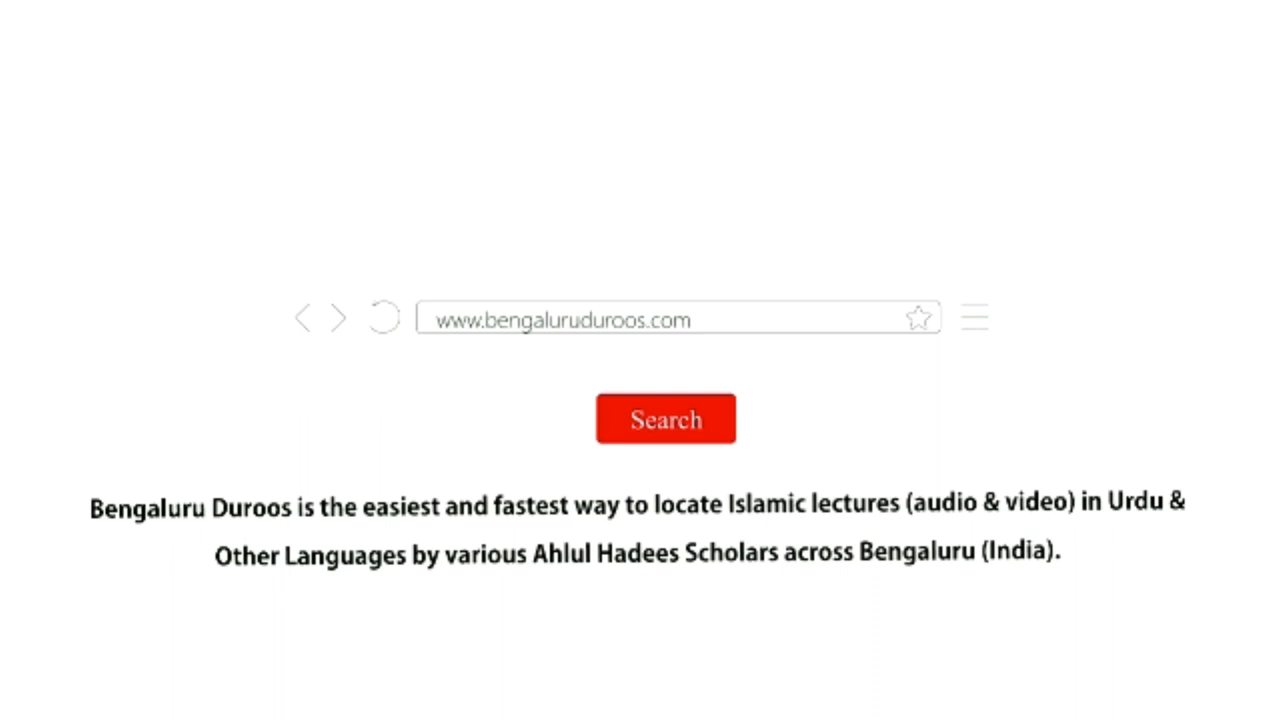 www.bengaluruduroos.com
Search
Bengaluru Duroos is the easiest and fastest way to locate Islamic lectures (audio & video) in Urdu &
Other Languages by various Ahlul Hadees Scholars across Bengaluru (India).